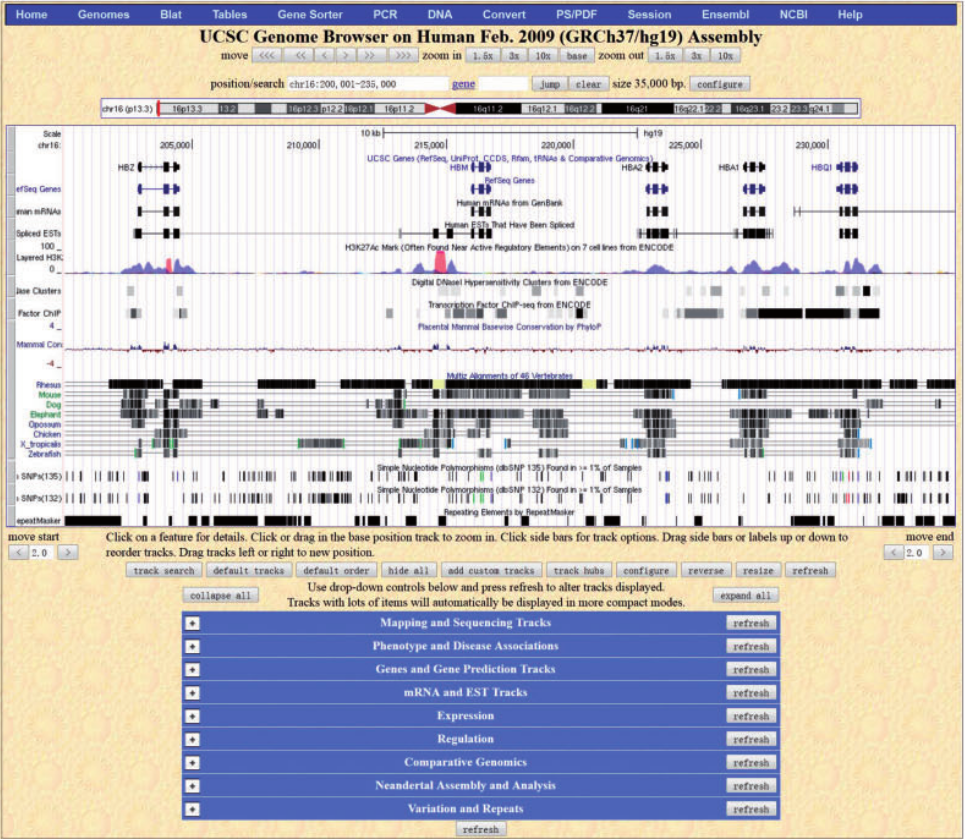 Home Genomes Blat Tables Gene Sorter PCR DNA Convert PS/PDF Session Ensembl NCBI Help
UCSC Genome Browser on Human Feb. 2009 (GRCh37/hg19) Assembly
move <<< << < > >> >>> zoom in 1.5x 3x 10x base zoom out 1.5x 3x 10x
position/search chr16:200,001-235,000 gene jump clear size 35,000 bp. configure
chr16 (p13.3) 16p13.3 13.2 16p12.3 p12.2 16p12.1 16p11.2 16q11.2 16q12.1 16q12.2 16q21 16q22.1 22.2 16q23.1 23.2 23.3 q24.1
Scale 10 kb hg19
chr16: 205,000 210,000 215,000 220,000 225,000 230,000
UCSC Genes (RefSeq, UniProt, CCDS, Rfam, tRNAs & Comparative Genomics)
HBZ HBM HBA2 HBA1 HBQ1
RefSeq Genes
efSeq Genes
Human mRNAs from GenBank
man mRNAs
Human ESTs That Have Been Spliced
Spliced ESTs
H3K27Ac Mark (Often Found Near Active Regulatory Elements) on 7 cell lines from ENCODE
100 _
Layered H3K
0 _
Digital DNaseI Hypersensitivity Clusters from ENCODE
ase Clusters
Transcription Factor ChIP-seq from ENCODE
Factor ChIP
Placental Mammal Basewise Conservation by PhyloP
4 _
Mammal Con
-4 _
Multiz Alignments of 46 Vertebrates
Rhesus
Mouse
Dog
Elephant
Opossum
Chicken
X_tropicalis
Zebrafish
Simple Nucleotide Polymorphisms (dbSNP 135) Found in >= 1% of Samples
SNPs(135)
Simple Nucleotide Polymorphisms (dbSNP 132) Found in >= 1% of Samples
SNPs(132)
Repeating Elements by RepeatMasker
epeatMasker
move start Click on a feature for details. Click or drag in the base position track to zoom in. Click side bars for track options. Drag side bars or labels up or down to move end
< 2.0 > reorder tracks. Drag tracks left or right to new position. < 2.0 >
track search default tracks default order hide all add custom tracks track hubs configure reverse resize refresh
Use drop-down controls below and press refresh to alter tracks displayed.
collapse all Tracks with lots of items will automatically be displayed in more compact modes. expand all
+ Mapping and Sequencing Tracks refresh
+ Phenotype and Disease Associations refresh
+ Genes and Gene Prediction Tracks refresh
+ mRNA and EST Tracks refresh
+ Expression refresh
+ Regulation refresh
+ Comparative Genomics refresh
+ Neandertal Assembly and Analysis refresh
+ Variation and Repeats refresh
refresh